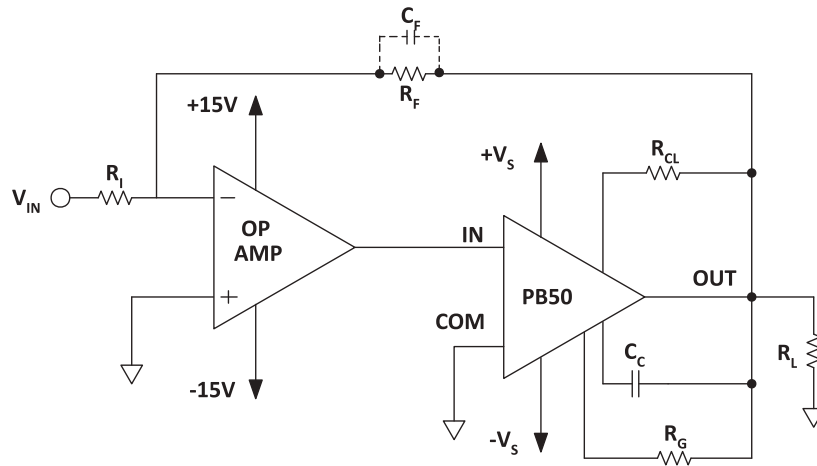 C_F
R_F
+15V
+V_S
R_CL
R_I
V_IN
−
OP
AMP
IN
+
PB50
OUT
COM
R_L
C_C
-15V
-V_S
R_G